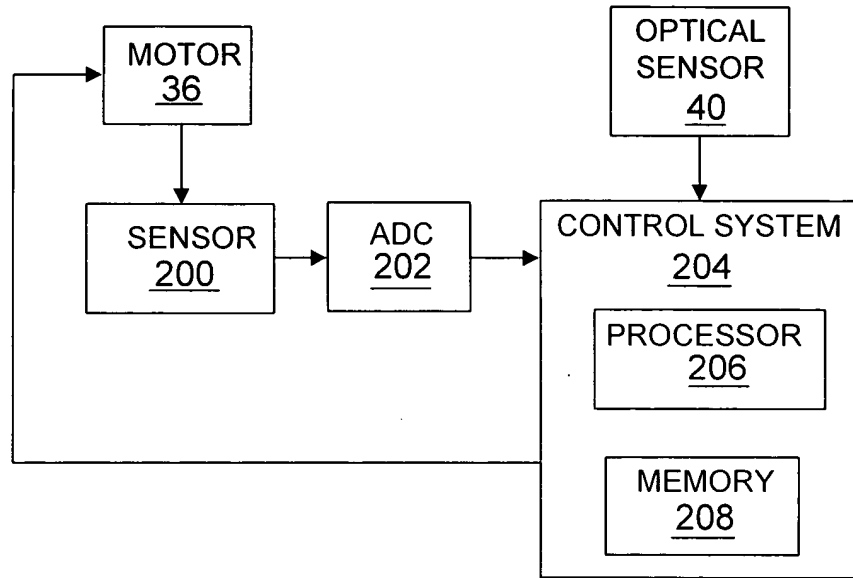 MOTOR
36
OPTICAL
SENSOR
40
SENSOR
200
ADC
202
CONTROL SYSTEM
204
PROCESSOR
206
MEMORY
208